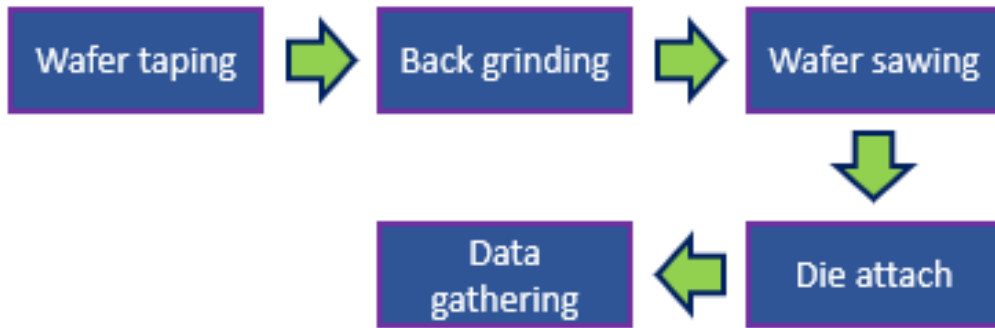 Wafer taping
Back grinding
Wafer sawing
Die attach
Data
gathering